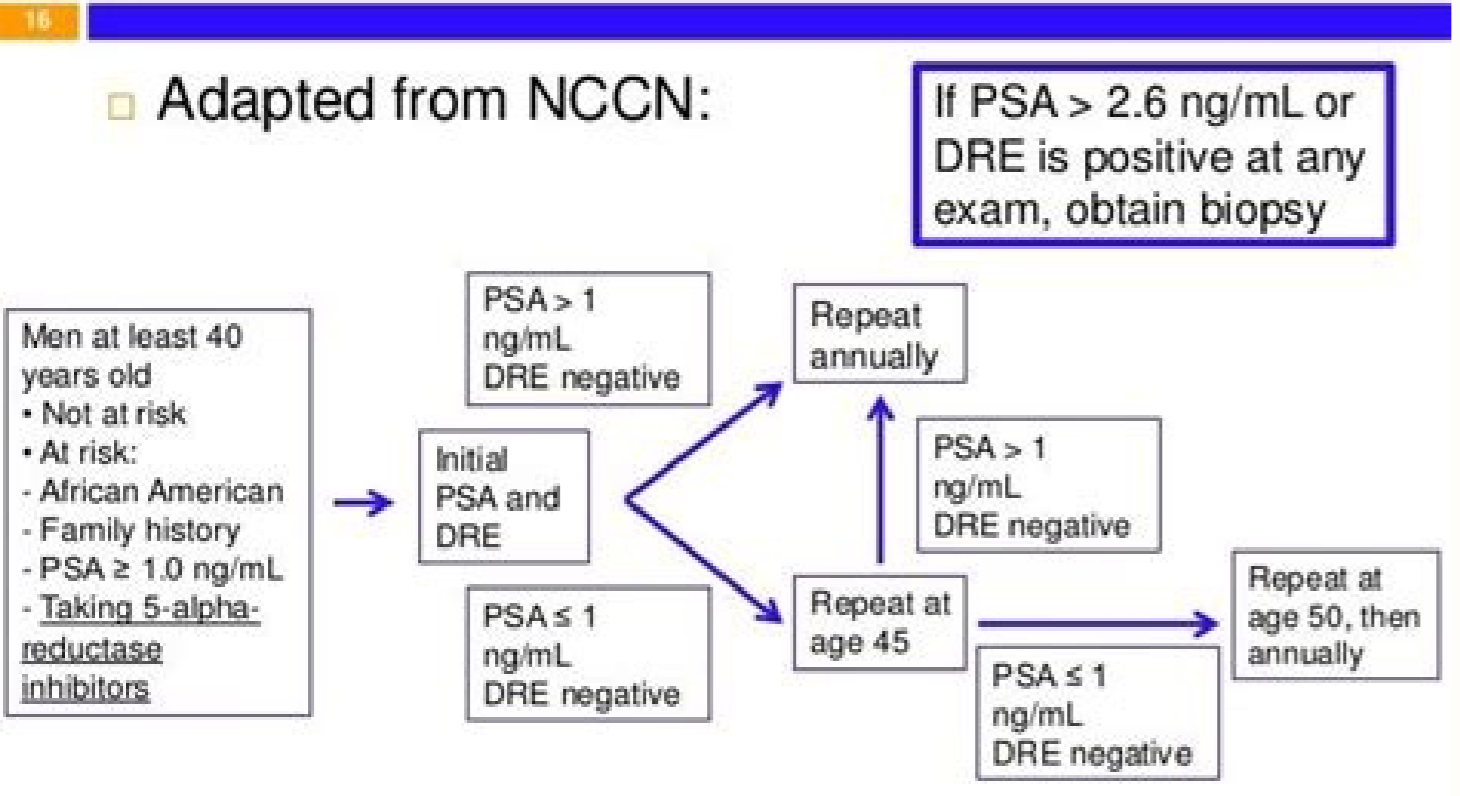 16
□ Adapted from NCCN:
If PSA > 2.6 ng/mL or
DRE is positive at any
exam, obtain biopsy
Men at least 40
years old
• Not at risk
• At risk:
- African American
- Family history
- PSA ≥ 1.0 ng/mL
- Taking 5-alpha-
reductase
inhibitors
Initial
PSA and
DRE
PSA > 1
ng/mL
DRE negative
Repeat
annually
PSA ≤ 1
ng/mL
DRE negative
Repeat at
age 45
PSA > 1
ng/mL
DRE negative
PSA ≤ 1
ng/mL
DRE negative
Repeat at
age 50, then
annually